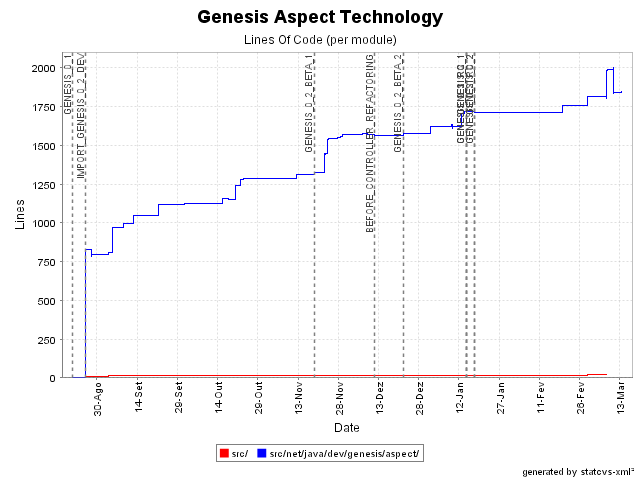 Genesis Aspect Technology
Lines Of Code (per module)
GENESIS_0_1
IMPORT_GENESIS_0_2_DEV
GENESIS_0_2_BETA_1
BEFORE_CONTROLLER_REFACTORING
GENESIS_0_2_BETA_2
Lines
2000
1750
1500
1250
1000
750
500
250
0
30-Ago
14-Set
29-Set
14-Out
29-Out
13-Nov
28-Nov
13-Dez
28-Dez
12-Jan
27-Jan
11-Fev
26-Fev
13-Mar
Date
src/
src/net/java/dev/genesis/aspect/
generated by statcvs-xml²